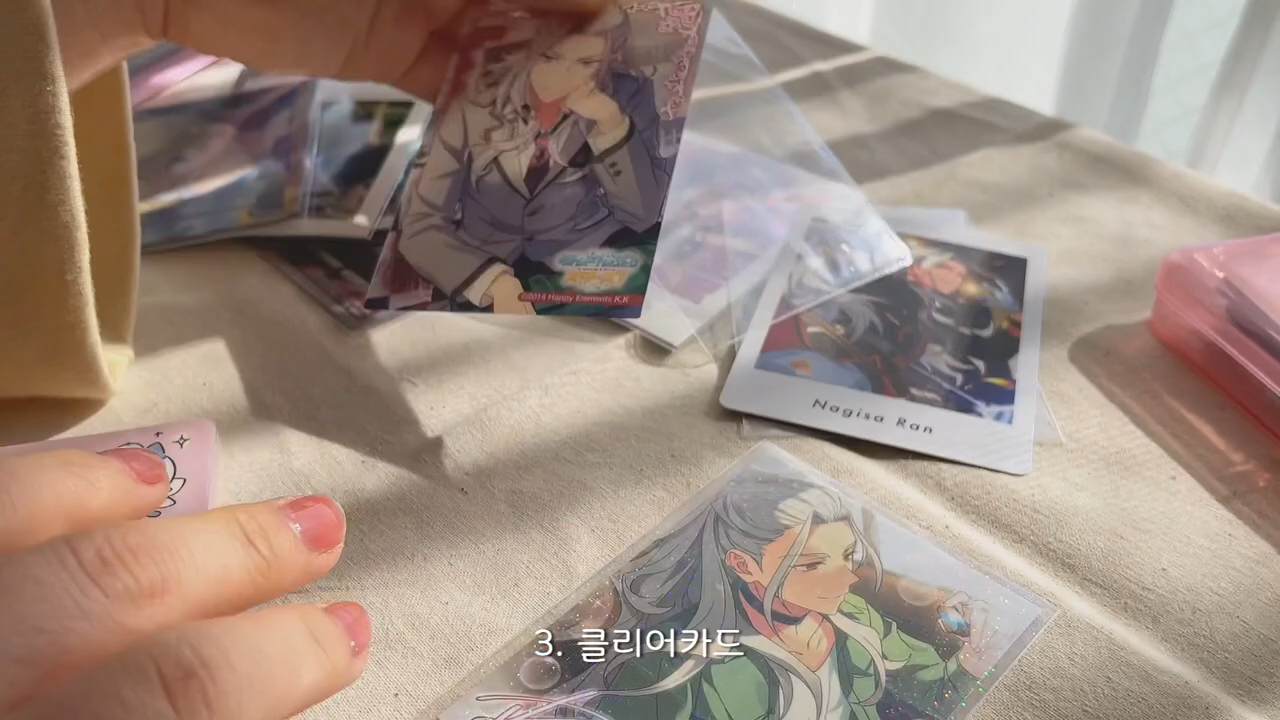 ©2014 Happy Elements K.K
Nagisa Ran
3. 클리어카드